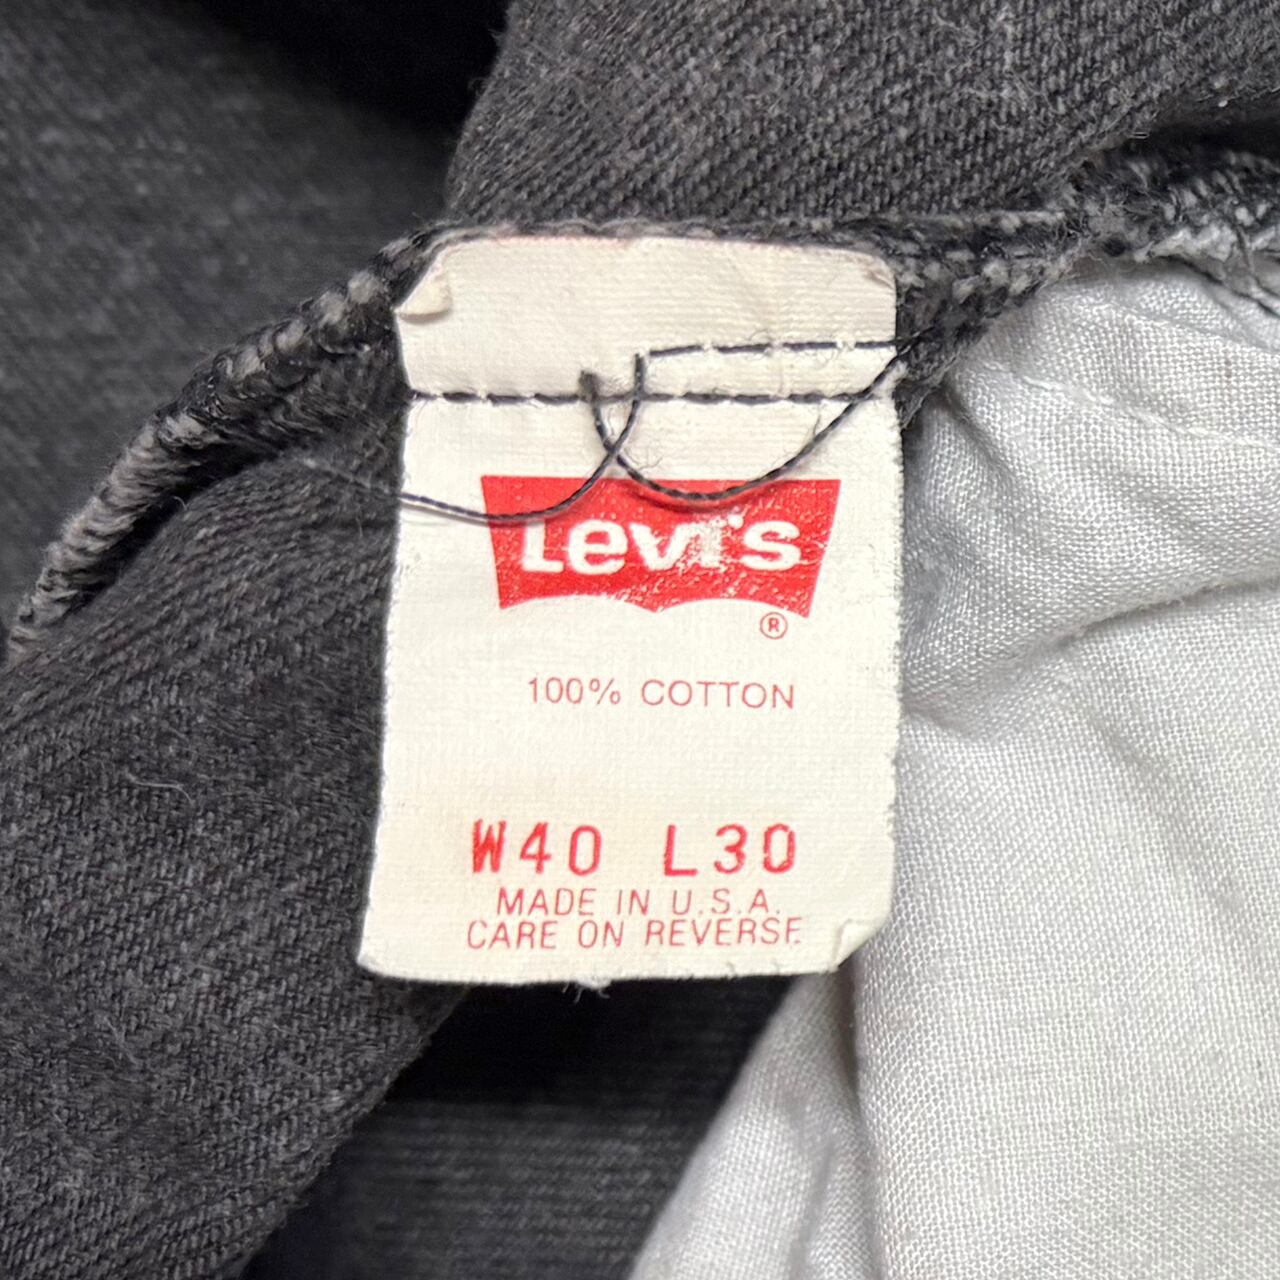 Levi's
®
100% COTTON
W40 L30
MADE IN U.S.A.
CARE ON REVERSE